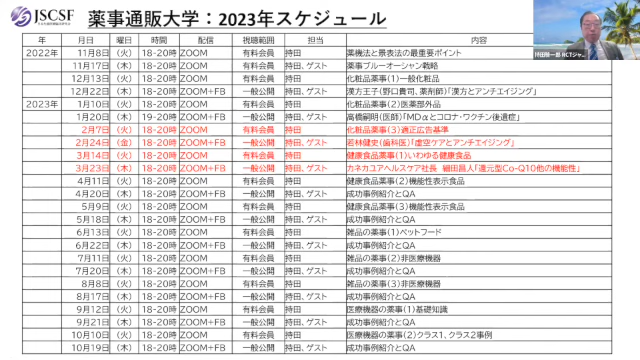 JSCSF
薬事通販大学：2023年スケジュール
持田騎一郎 RCTジャ...
年 月日 曜日 時間 配信 視聴範囲 担当 内容
2022年 11月8日 (火) 18-20時 ZOOM 有料会員 持田 薬機法と景表法の最重要ポイント
11月17日 (木) 18-20時 ZOOM 有料会員 持田、ゲスト 薬事ブルーオーシャン戦略
12月13日 (火) 18-20時 ZOOM 有料会員 持田 化粧品薬事(1)一般化粧品
12月22日 (木) 18-20時 ZOOM+FB 一般公開 持田、ゲスト 漢方王子(野口貴司、薬剤師)「漢方とアンチエイジング」
2023年 1月10日 (火) 18-20時 ZOOM 有料会員 持田 化粧品薬事(2)医薬部外品
1月20日 (木) 19-20時 ZOOM+FB 一般公開 持田、ゲスト 高橋嗣明(医師)「MDαとコロナ・ワクチン後遺症」
2月7日 (火) 18-20時 ZOOM 有料会員 持田 化粧品薬事(3)適正広告基準
2月24日 (金) 18-20時 ZOOM+FB 一般公開 持田、ゲスト 若林健史(歯科医)「虚空ケアとアンチエイジング」
3月14日 (火) 18-20時 ZOOM 有料会員 持田 健康食品薬事(1)いわゆる健康食品
3月23日 (木) 18-20時 ZOOM+FB 一般公開 持田、ゲスト カネカユアヘルスケア社長 細田昌人「還元型Co-Q10他の機能性」
4月11日 (火) 18-20時 ZOOM 有料会員 持田 健康食品薬事(2)機能性表示食品
4月20日 (木) 18-20時 ZOOM+FB 一般公開 持田、ゲスト 成功事例紹介とQA
5月9日 (火) 18-20時 ZOOM 有料会員 持田 健康食品薬事(3)機能性表示食品
5月18日 (木) 18-20時 ZOOM+FB 一般公開 持田、ゲスト 成功事例紹介とQA
6月13日 (火) 18-20時 ZOOM 有料会員 持田 雑品の薬事(1)ペットフード
6月22日 (木) 18-20時 ZOOM+FB 一般公開 持田、ゲスト 成功事例紹介とQA
7月11日 (火) 18-20時 ZOOM 有料会員 持田 雑品の薬事(2)非医療機器
7月20日 (木) 18-20時 ZOOM+FB 一般公開 持田、ゲスト 成功事例紹介とQA
8月8日 (火) 18-20時 ZOOM 有料会員 持田 雑品の薬事(3)非医療機器
8月17日 (木) 18-20時 ZOOM+FB 一般公開 持田、ゲスト 成功事例紹介とQA
9月12日 (火) 18-20時 ZOOM 有料会員 持田 医療機器の薬事(1)基礎知識
9月21日 (木) 18-20時 ZOOM+FB 一般公開 持田、ゲスト 成功事例紹介とQA
10月10日 (火) 18-20時 ZOOM 有料会員 持田 医療機器の薬事(2)クラス1、クラス2事例
10月19日 (木) 18-20時 ZOOM+FB 一般公開 持田、ゲスト 成功事例紹介とQA